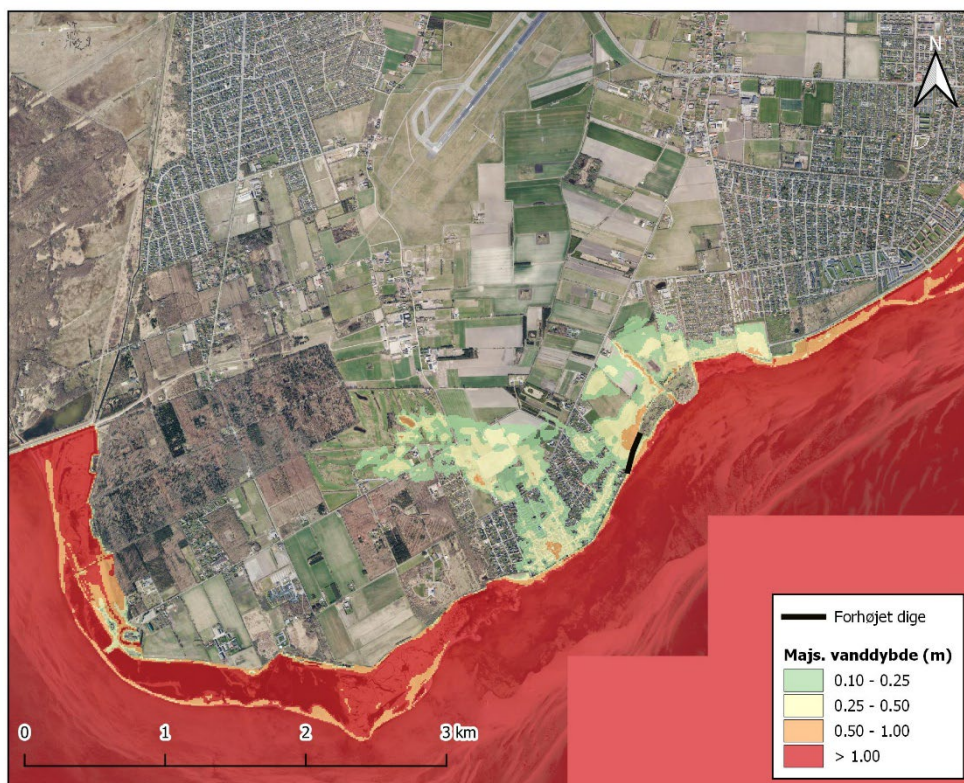 N
Forhøjet dige
Majs. vanddybde (m)
0.10 - 0.25
0.25 - 0.50
0.50 - 1.00
> 1.00
0 1 2 3 km